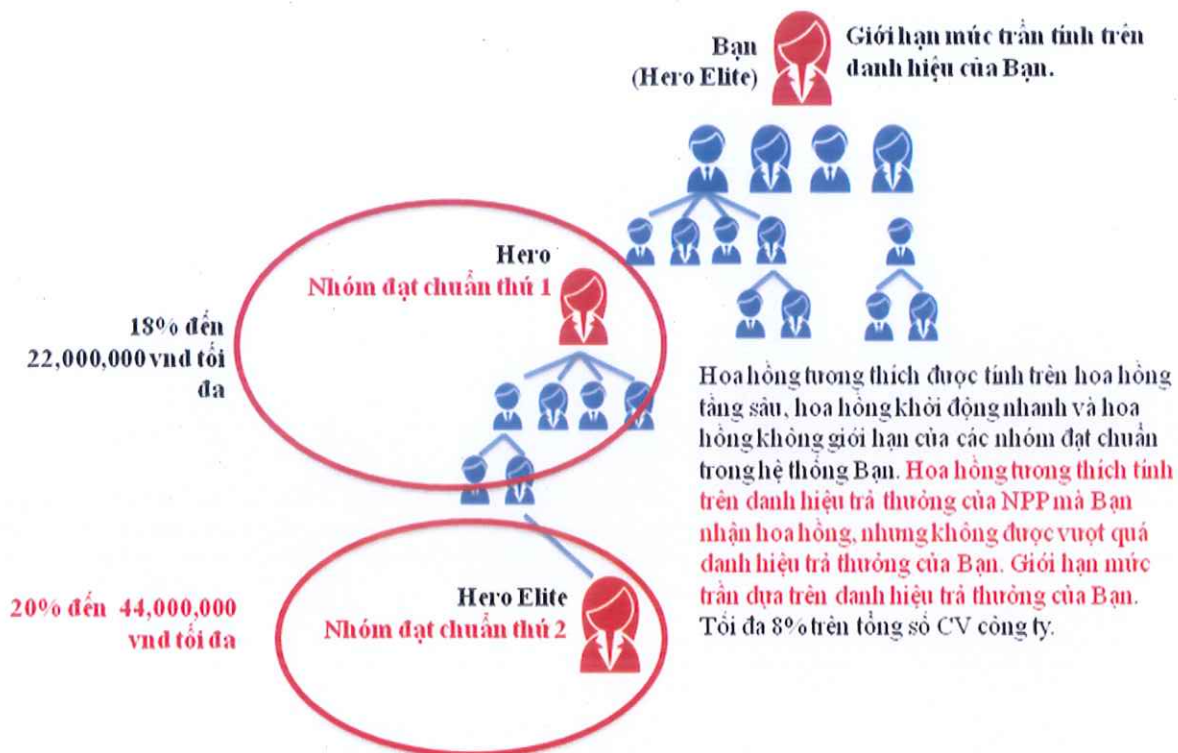 Bạn
(Hero Elite)
Giới hạn mức trần tính trên
danh hiệu của Bạn.
Hero
Nhóm đạt chuẩn thứ 1
18% đến
22,000,000 vnd tối
đa
Hoa hồng tương thích được tính trên hoa hồng
tầng sâu, hoa hồng khởi động nhanh và hoa
hồng không giới hạn của các nhóm đạt chuẩn
trong hệ thống Bạn. Hoa hồng tương thích tính
trên danh hiệu trả thưởng của NPP mà Bạn
nhận hoa hồng, nhưng không được vượt quá
danh hiệu trả thưởng của Bạn. Giới hạn mức
trần dựa trên danh hiệu trả thưởng của Bạn.
Tối đa 8% trên tổng số CV công ty.
Hero Elite
Nhóm đạt chuẩn thứ 2
20% đến 44,000,000
vnd tối đa